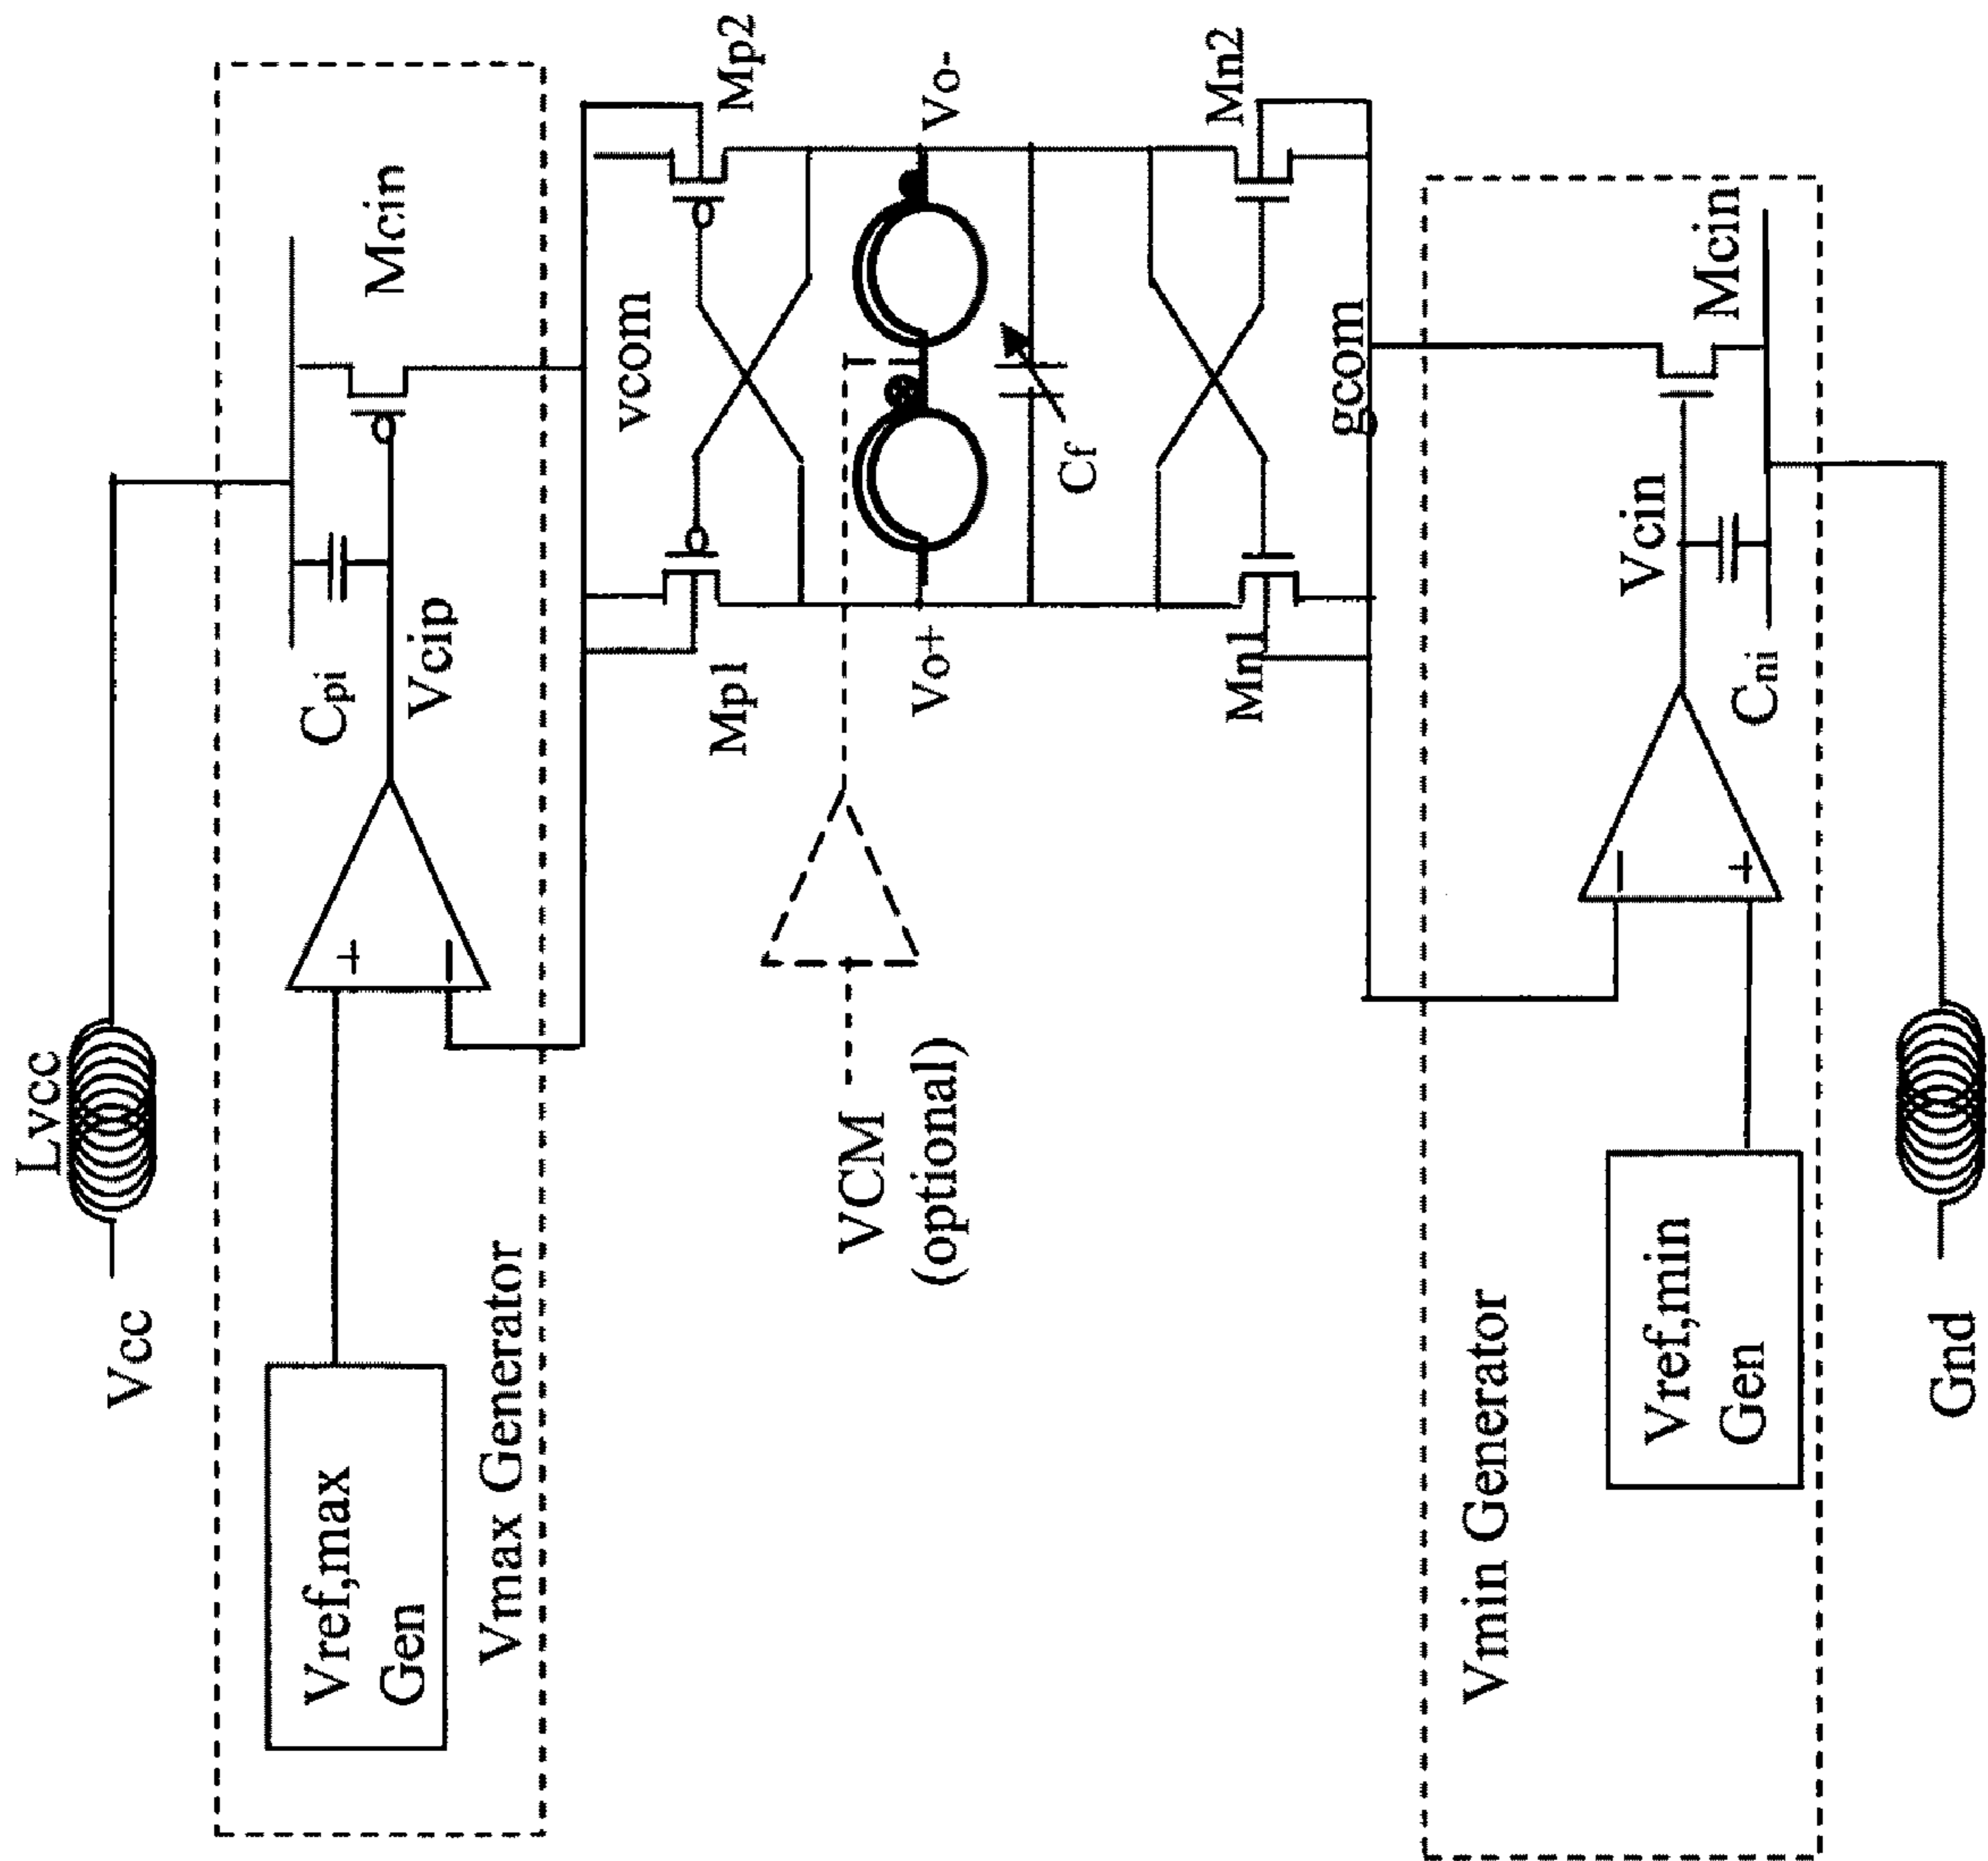 Vcc
Lvcc
Vref,max
Gen
Vmax Generator
+
−
Cpi
Vcip
Mcin
vcom
Mp1
Mp2
VCM
(optional)
Vo+
Vo-
Cf
Mn1
Mn2
gcom
Vmin Generator
Vref,min
Gen
−
+
Vcin
Cni
Mcin
Gnd